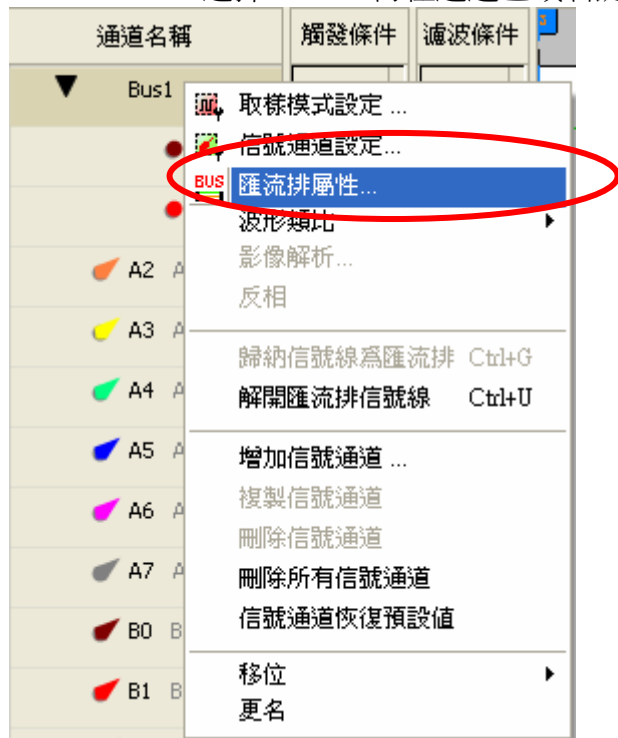 通道名稱 觸發條件 濾波條件
Bus1
取樣模式設定 ...
信號通道設定...
BUS 匯流排屬性...
波形類比
A2 A 影像解析...
反相
A3 A
歸納信號線為匯流排 Ctrl+G
A4 A 解開匯流排信號線 Ctrl+U
A5 A 增加信號通道 ...
A6 A 複製信號通道
刪除信號通道
A7 A 刪除所有信號通道
B0 B 信號通道恢復預設值
B1 B 移位
更名